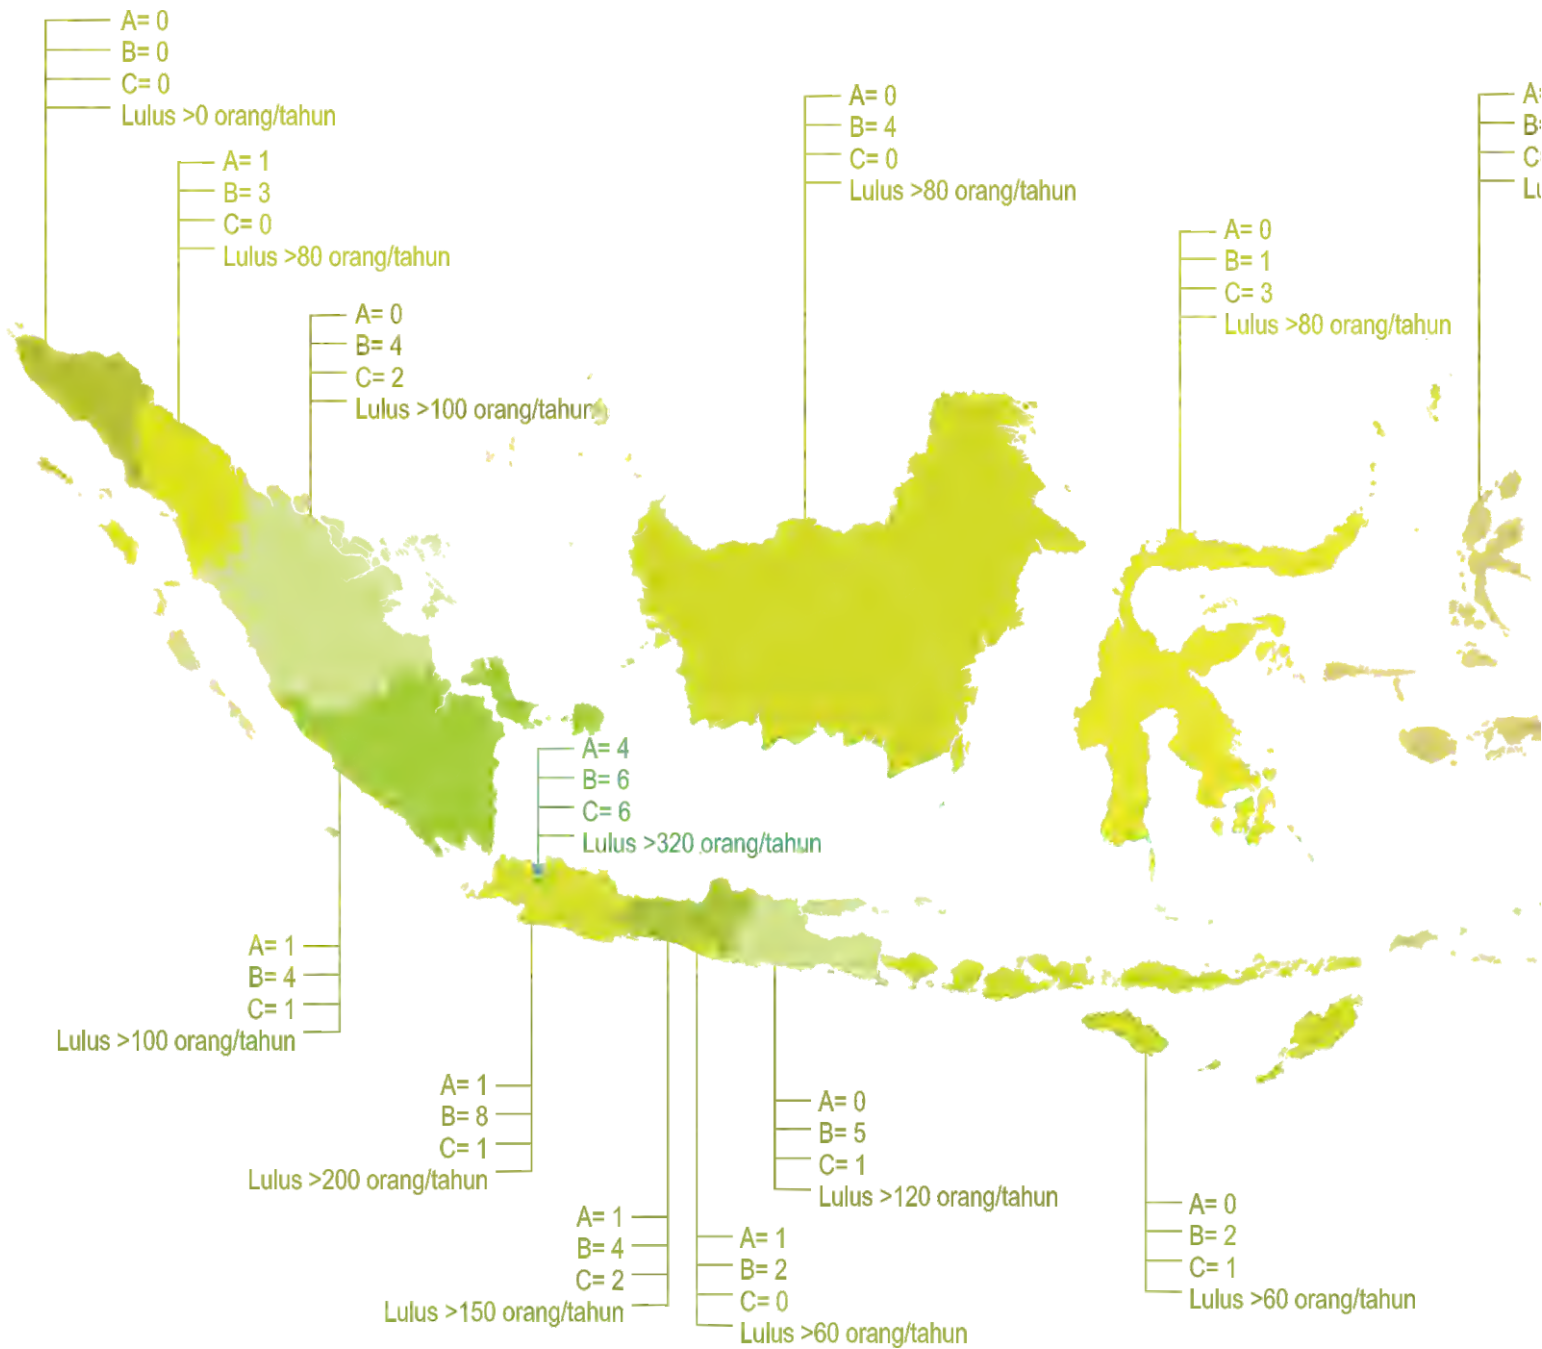 A= 0
B= 0
C= 0
Lulus >0 orang/tahun
A= 1
B= 3
C= 0
Lulus >80 orang/tahun
A= 0
B= 4
C= 2
Lulus >100 orang/tahun
A= 0
B= 4
C= 0
Lulus >80 orang/tahun
A= 0
B= 1
C= 3
Lulus >80 orang/tahun
A=
B=
C=
Lu
A= 4
B= 6
C= 6
Lulus >320 orang/tahun
A= 1
B= 4
C= 1
Lulus >100 orang/tahun
A= 1
B= 8
C= 1
Lulus >200 orang/tahun
A= 1
B= 4
C= 2
Lulus >150 orang/tahun
A= 1
B= 2
C= 0
Lulus >60 orang/tahun
A= 0
B= 5
C= 1
Lulus >120 orang/tahun
A= 0
B= 2
C= 1
Lulus >60 orang/tahun